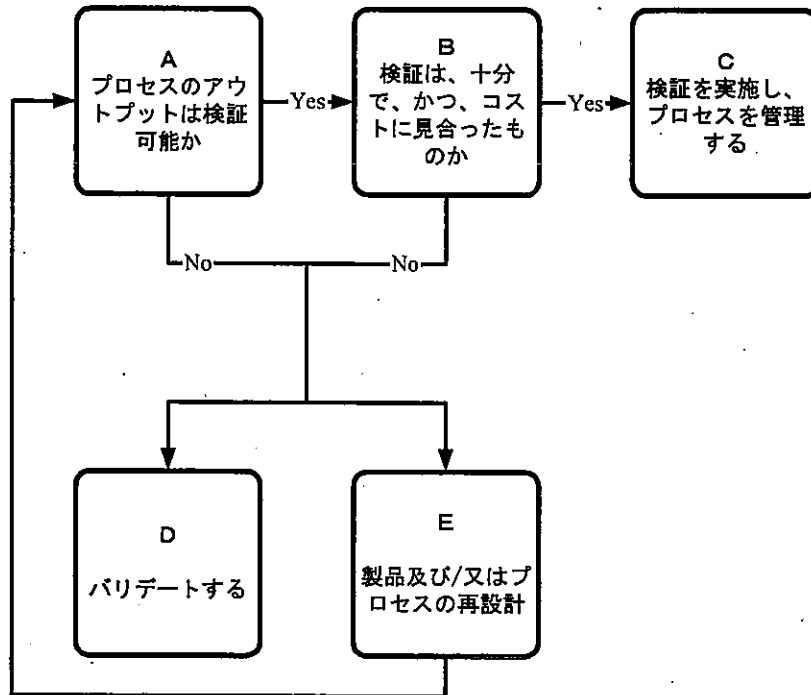 A
プロセスのアウ
トプットは検証
可能か
Yes
B
検証は、十分
で、かつ、コス
トに見合ったも
のか
Yes
C
検証を実施し、
プロセスを管理
する
No
No
D
バリデートする
E
製品及び/又はプ
ロセスの再設計